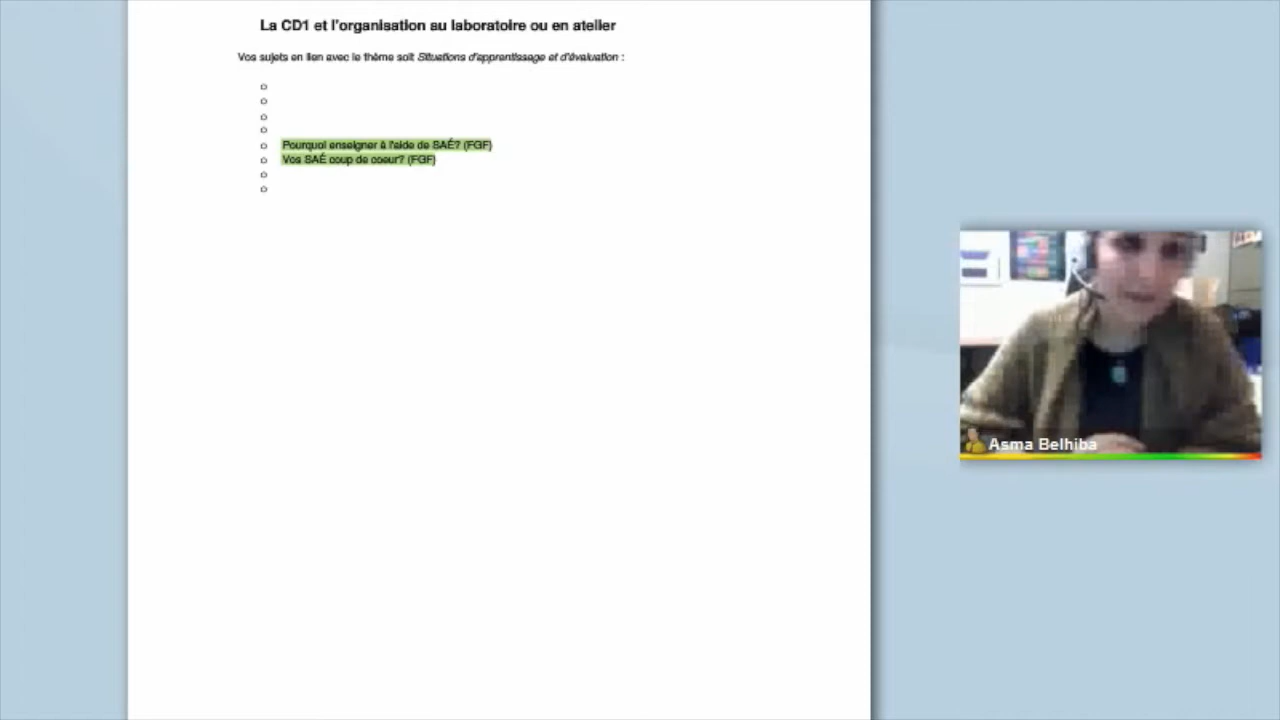 La CD1 et l'organisation au laboratoire ou en atelier
Vos sujets en lien avec le thème soit Situations d'apprentissage et d'évaluation :
Pourquoi enseigner à l'aide de SAÉ? (FGF)
Vos SAÉ coup de coeur? (FGF)
Asma Belhiba